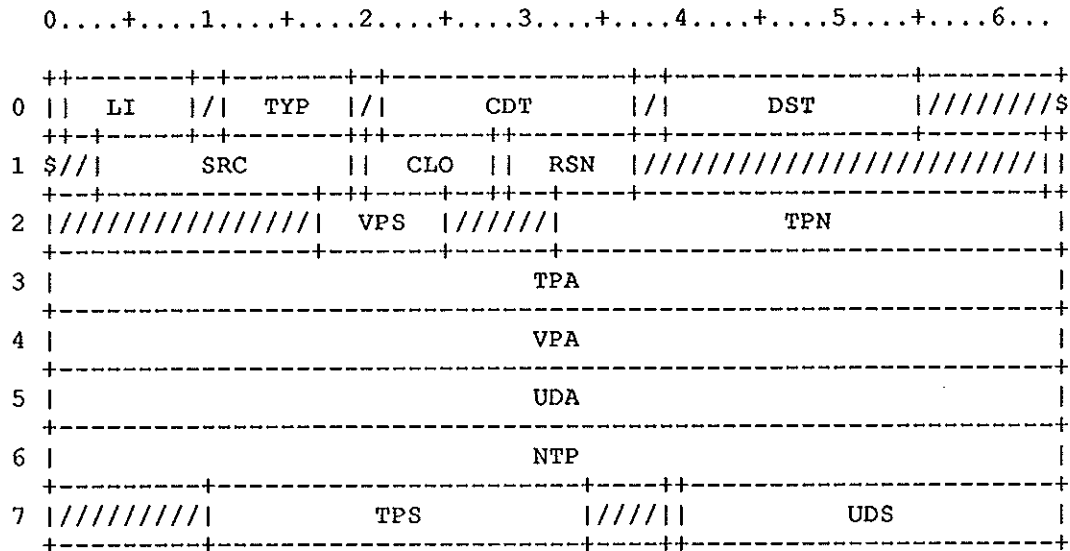 0....+....1....+....2....+....3....+....4....+....5....+....6...
++--------+-+--------+-+----------------+-+----------------+---------+
0 || LI |/| TYP |/| CDT |/| DST |////////$
++-+----------------+++-------++-------+--------------------------++
1 $//| SRC || CLO || RSN |//////////////////////////||
+--+-------------+-++----+--+---+----+--------------------------++
2 |////////////////| VPS |//////| TPN |
+----------------+-------+------+--------------------------------+
3 | TPA |
+----------------------------------------------------------------+
4 | VPA |
+----------------------------------------------------------------+
5 | UDA |
+----------------------------------------------------------------+
6 | NTP |
+---------+-----------------------+----++------------------------+
7 |/////////| TPS |////|| UDS |
+---------+-----------------------+----++------------------------+